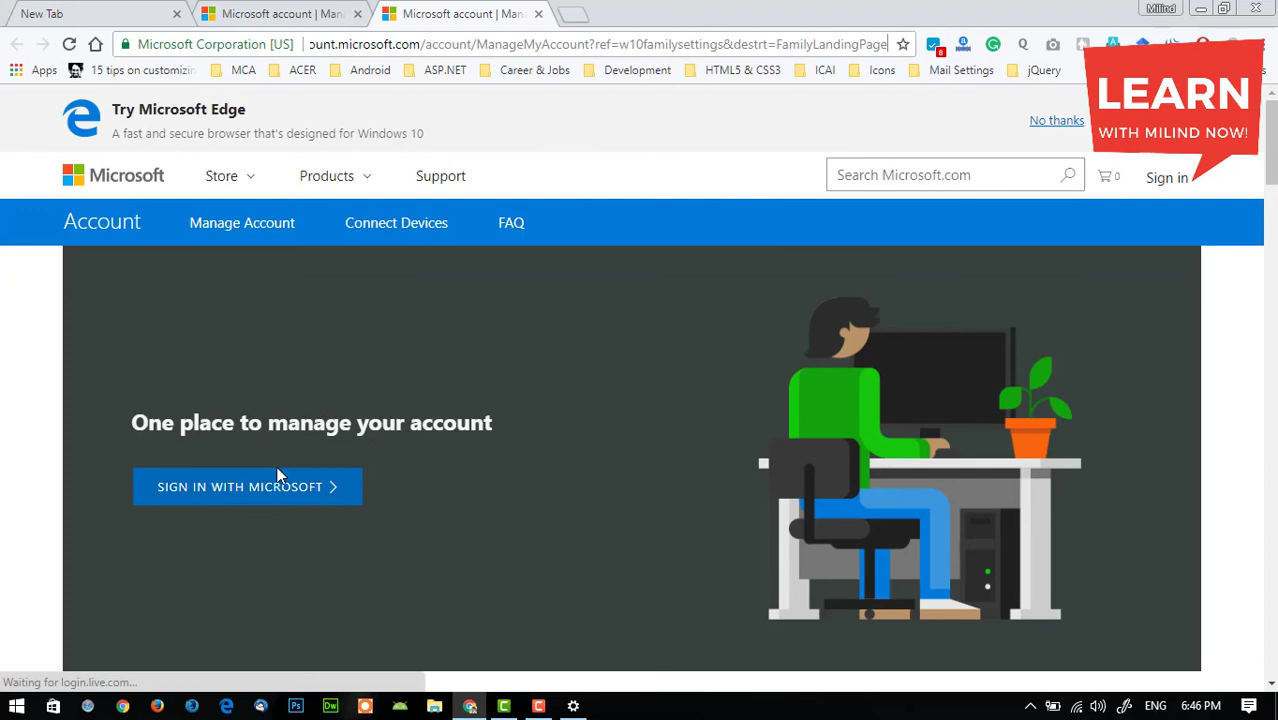 New Tab
Microsoft account | Man
Microsoft account | Man
Milind
Microsoft Corporation [US]
ount.microsoft.com/account/ManageMyAccount?ref=w10familysettings&destrt=FamilyLandingPage
8
Apps
15 tips on customizin
MCA
ACER
Android
ASP.NET
Career & Jobs
Development
HTML5 & CSS3
ICAI
Icons
Mail Settings
jQuery
LEARN
WITH MILIND NOW!
Try Microsoft Edge
A fast and secure browser that's designed for Windows 10
No thanks
Microsoft
Store
Products
Support
Search Microsoft.com
0
Sign in
Account
Manage Account
Connect Devices
FAQ
One place to manage your account
SIGN IN WITH MICROSOFT
Waiting for login.live.com...
Ps
Dw
6:46 PM